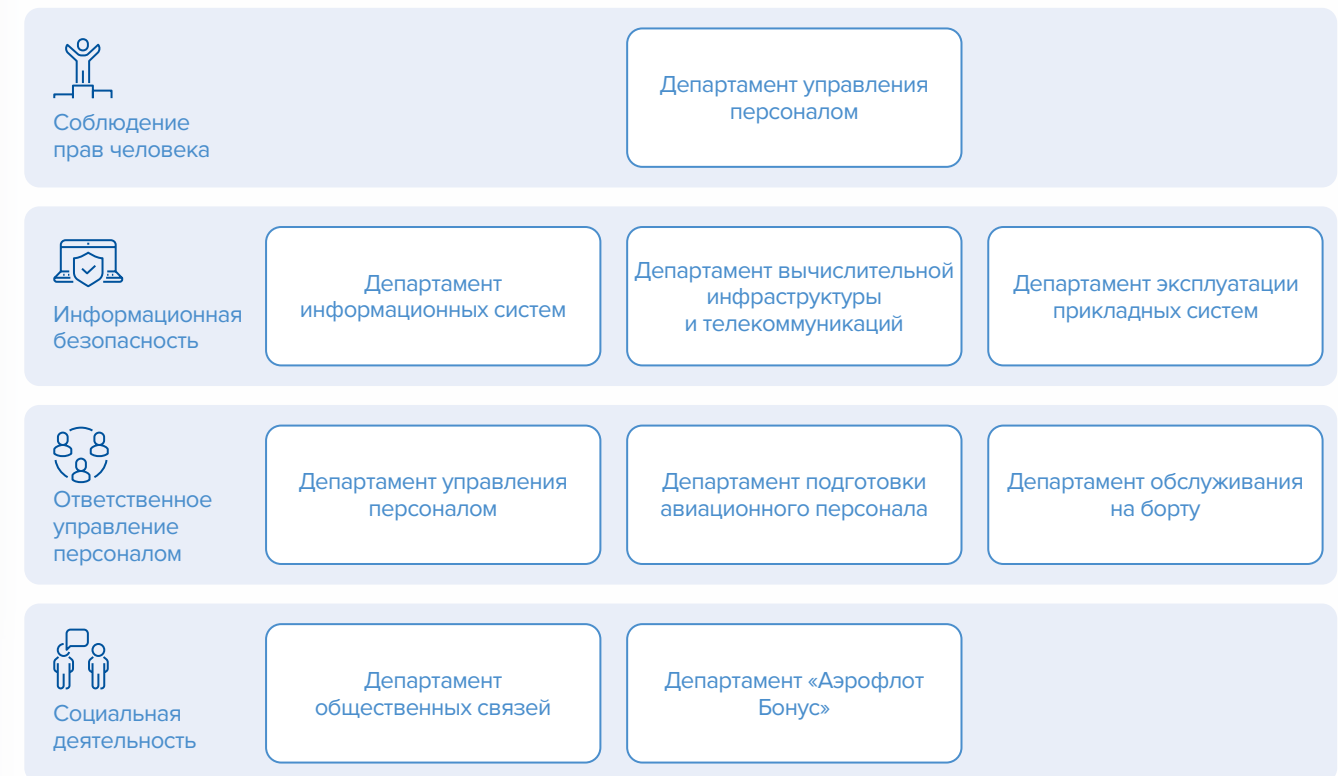 Соблюдение
прав человека
Департамент управления
персоналом
Информационная
безопасность
Департамент
информационных систем
Департамент вычислительной
инфраструктуры
и телекоммуникаций
Департамент эксплуатации
прикладных систем
Ответственное
управление
персоналом
Департамент управления
персоналом
Департамент подготовки
авиационного персонала
Департамент обслуживания
на борту
Социальная
деятельность
Департамент
общественных связей
Департамент «Аэрофлот
Бонус»